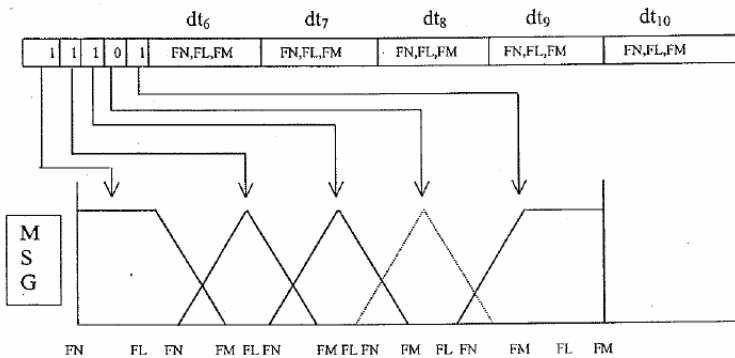 dt6 dt7 dt8 dt9 dt10
1 1 1 0 1 FN,FL,FM FN,FL,FM FN,FL,FM FN,FL,FM FN,FL,FM
M
S
G
FN FL FN FM FL FN FM FL FN FM FL FN FM FL FM